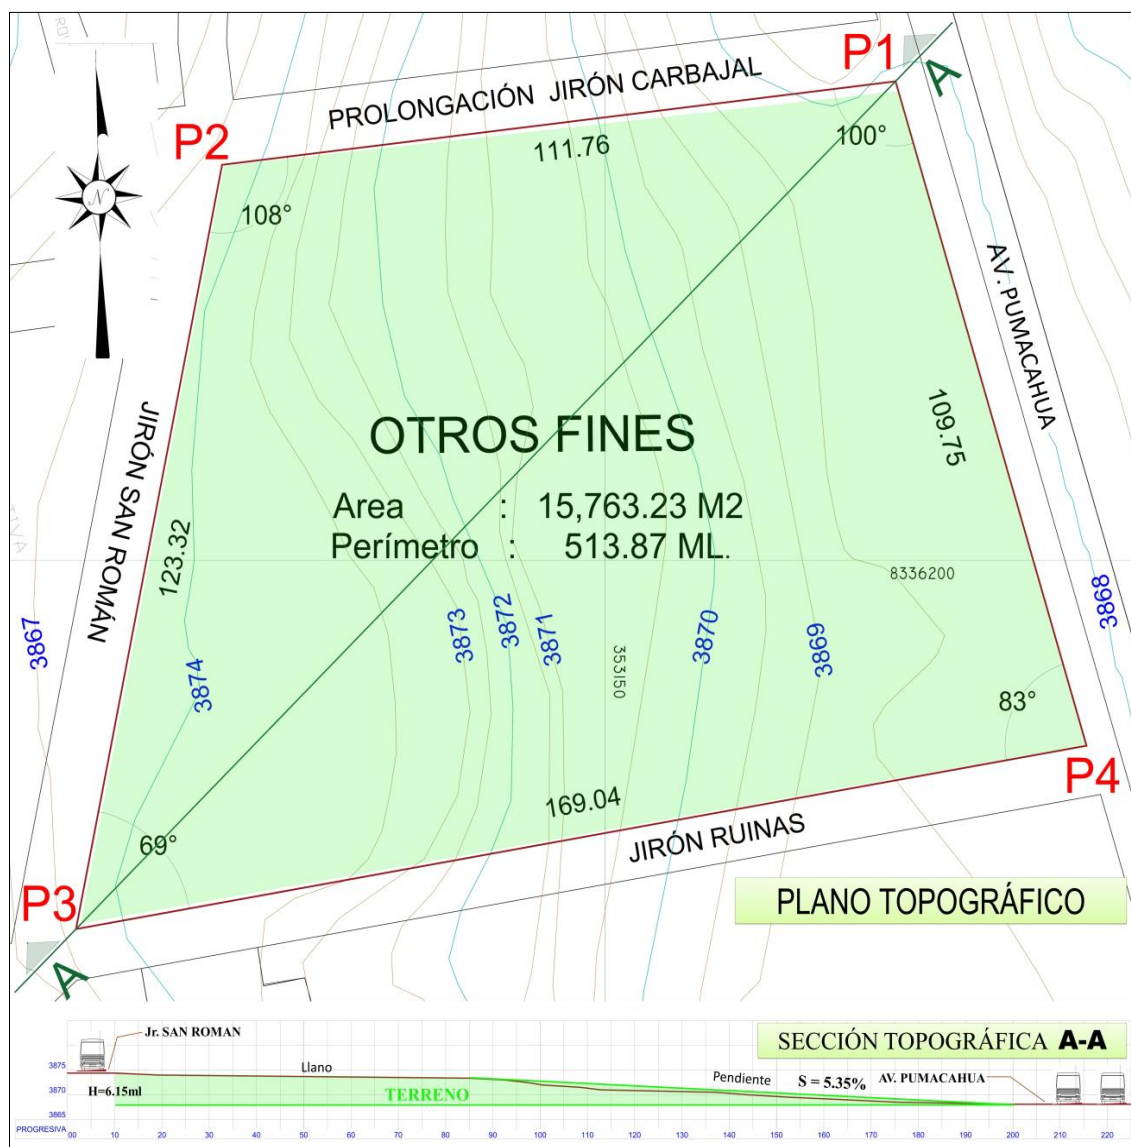 P1
A
PROLONGACIÓN JIRÓN CARBAJAL
P2
111.76
100°
108°
N
AV. PUMACAHUA
109.75
JIRÓN SAN ROMÁN
123.32
OTROS FINES
Area : 15,763.23 M2
Perímetro : 513.87 ML.
8336200
3867
3874
3873
3872
3871
3870
3869
3868
353150
83°
P4
169.04
69°
JIRÓN RUINAS
P3
A
PLANO TOPOGRÁFICO
SECCIÓN TOPOGRÁFICA A-A
Jr. SAN ROMAN
3875
Llano
Pendiente S = 5.35% AV. PUMACAHUA
H=6.15ml
3870
TERRENO
3865
PROGRESIVA 00 10 20 30 40 50 60 70 80 90 100 110 120 130 140 150 160 170 180 190 200 210 220